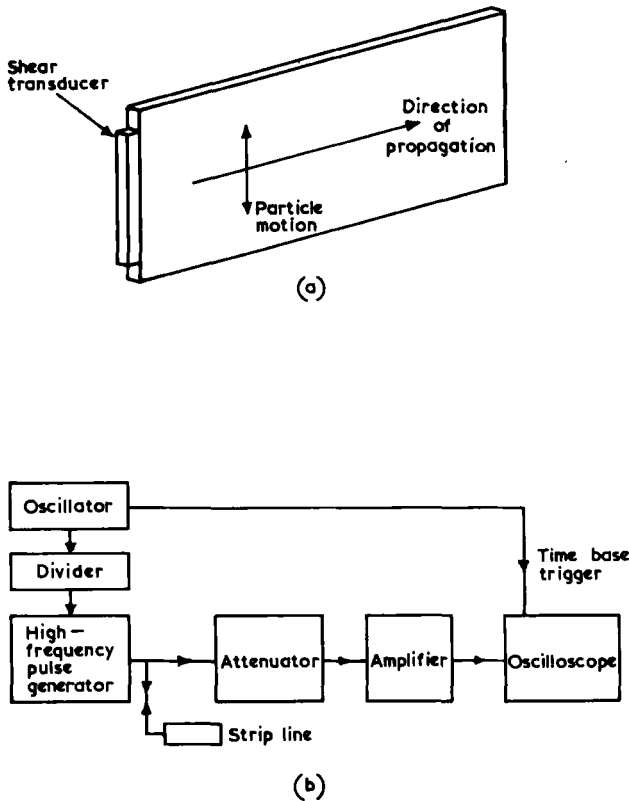 Shear
transducer
Direction
of
propagation
Particle
motion
(a)
Oscillator
Divider
Time base
trigger
High-
frequency
pulse
generator
Attenuator
Amplifier
Oscilloscope
Strip line
(b)